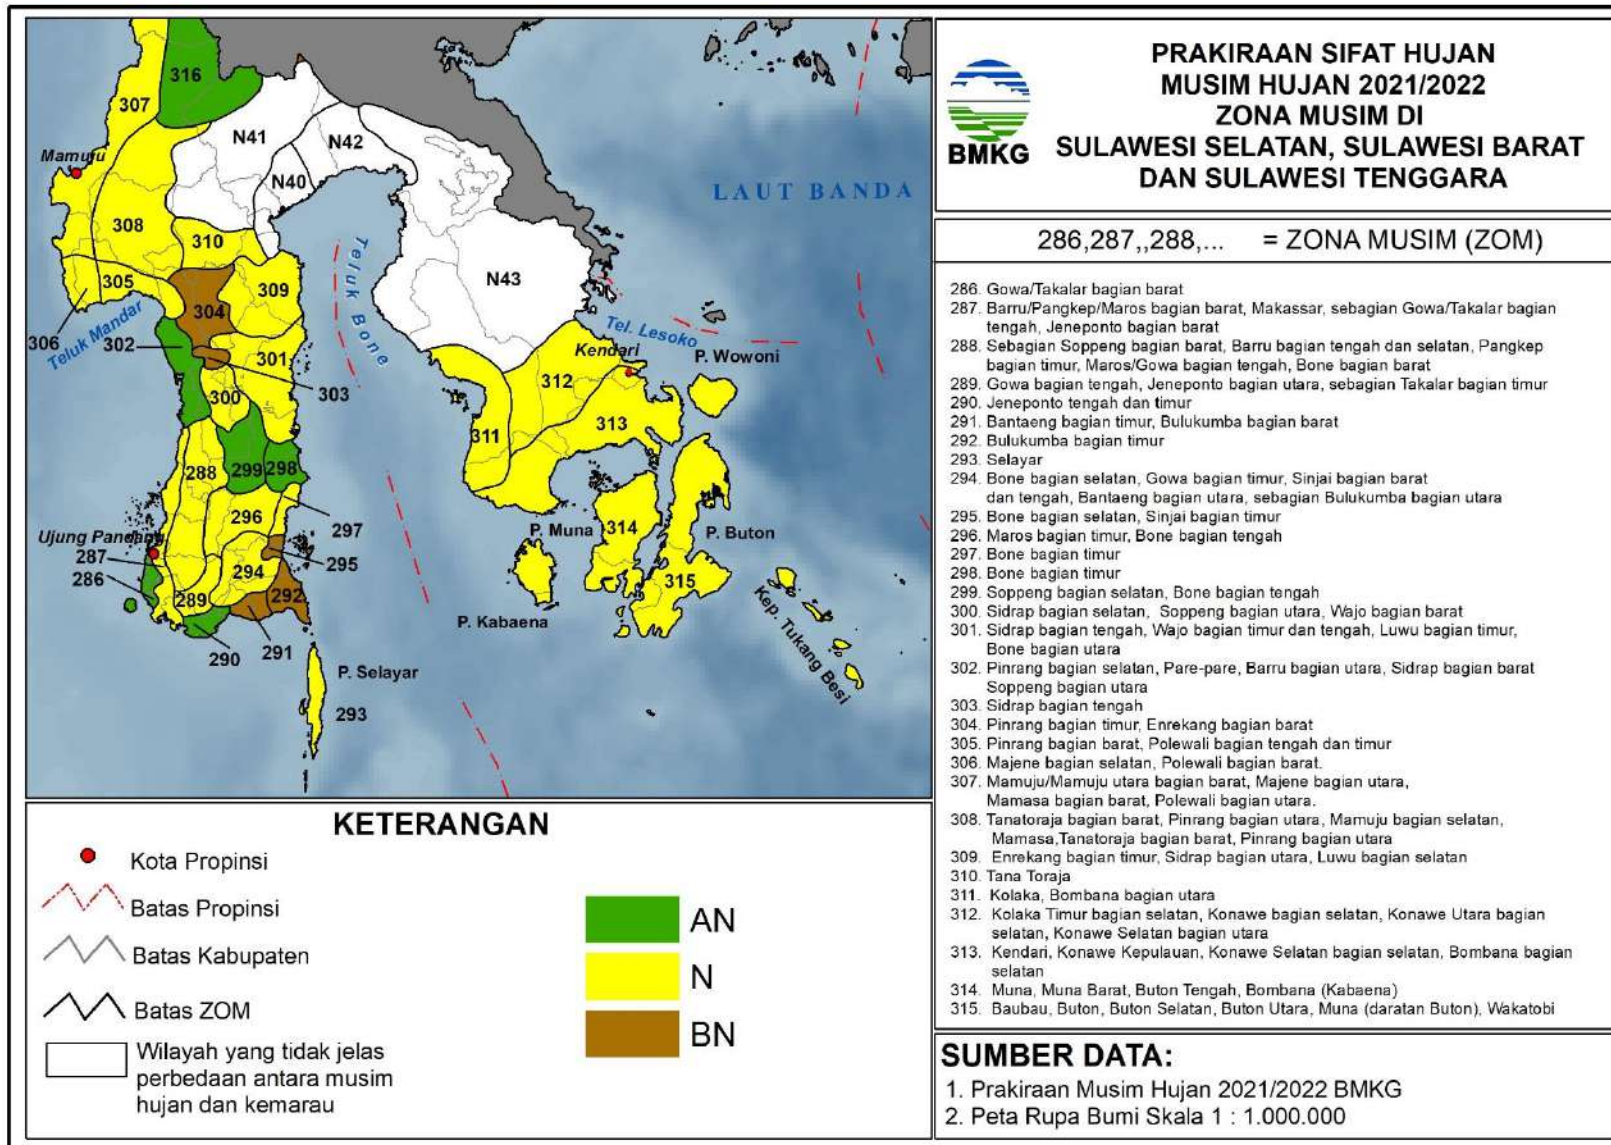 316
307
N41
N42
Mamuju
N40
308
310
LAUT BANDA
305
309
N43
304
Teluk Bone
Teluk Mandar
306
302
301
Tel. Lesoko
Kendari
P. Wowoni
303
312
300
311
313
288
299
298
296
297
P. Muna
314
P. Buton
Ujung Pandang
287
295
286
294
289
292
315
Kep. Tukang Besi
P. Kabaena
290
291
P. Selayar
293
BMKG
PRAKIRAAN SIFAT HUJAN
MUSIM HUJAN 2021/2022
ZONA MUSIM DI
SULAWESI SELATAN, SULAWESI BARAT
DAN SULAWESI TENGGARA
286,287,,288,... = ZONA MUSIM (ZOM)
286. Gowa/Takalar bagian barat
287. Barru/Pangkep/Maros bagian barat, Makassar, sebagian Gowa/Takalar bagian
tengah, Jeneponto bagian barat
288. Sebagian Soppeng bagian barat, Barru bagian tengah dan selatan, Pangkep
bagian timur, Maros/Gowa bagian tengah, Bone bagian barat
289. Gowa bagian tengah, Jeneponto bagian utara, sebagian Takalar bagian timur
290. Jeneponto tengah dan timur
291. Bantaeng bagian timur, Bulukumba bagian barat
292. Bulukumba bagian timur
293. Selayar
294. Bone bagian selatan, Gowa bagian timur, Sinjai bagian barat
dan tengah, Bantaeng bagian utara, sebagian Bulukumba bagian utara
295. Bone bagian selatan, Sinjai bagian timur
296. Maros bagian timur, Bone bagian tengah
297. Bone bagian timur
298. Bone bagian timur
299. Soppeng bagian selatan, Bone bagian tengah
300. Sidrap bagian selatan, Soppeng bagian utara, Wajo bagian barat
301. Sidrap bagian tengah, Wajo bagian timur dan tengah, Luwu bagian timur,
Bone bagian utara
302. Pinrang bagian selatan, Pare-pare, Barru bagian utara, Sidrap bagian barat
Soppeng bagian utara
303. Sidrap bagian tengah
304. Pinrang bagian timur, Enrekang bagian barat
305. Pinrang bagian barat, Polewali bagian tengah dan timur
306. Majene bagian selatan, Polewali bagian barat.
307. Mamuju/Mamuju utara bagian barat, Majene bagian utara,
Mamasa bagian barat, Polewali bagian utara.
308. Tanatoraja bagian barat, Pinrang bagian utara, Mamuju bagian selatan,
Mamasa,Tanatoraja bagian barat, Pinrang bagian utara
309. Enrekang bagian timur, Sidrap bagian utara, Luwu bagian selatan
310. Tana Toraja
311. Kolaka, Bombana bagian utara
312. Kolaka Timur bagian selatan, Konawe bagian selatan, Konawe Utara bagian
selatan, Konawe Selatan bagian utara
313. Kendari, Konawe Kepulauan, Konawe Selatan bagian selatan, Bombana bagian
selatan
314. Muna, Muna Barat, Buton Tengah, Bombana (Kabaena)
315. Baubau, Buton, Buton Selatan, Buton Utara, Muna (daratan Buton), Wakatobi
KETERANGAN
Kota Propinsi
Batas Propinsi
Batas Kabupaten
Batas ZOM
Wilayah yang tidak jelas
perbedaan antara musim
hujan dan kemarau
AN
N
BN
SUMBER DATA:
1. Prakiraan Musim Hujan 2021/2022 BMKG
2. Peta Rupa Bumi Skala 1 : 1.000.000